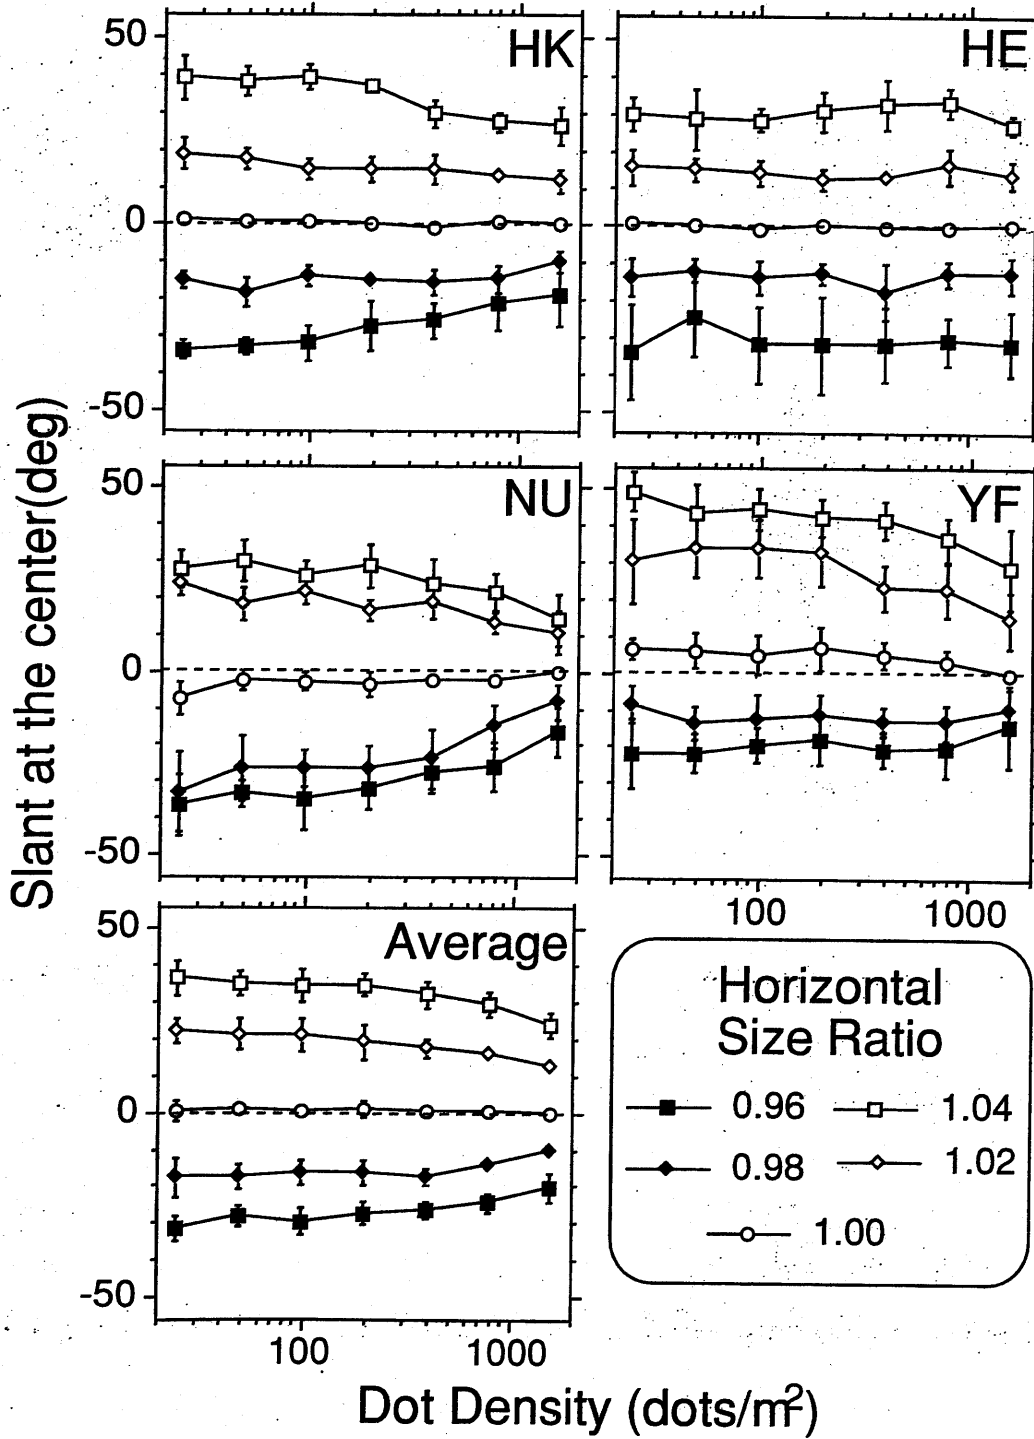 50
HK
HE
0
-50
50
NU
YF
0
-50
100 1000
50
Average
0
-50
100 1000
Slant at the center(deg)
Dot Density (dots/m²)
Horizontal
Size Ratio
0.96 1.04
0.98 1.02
1.00